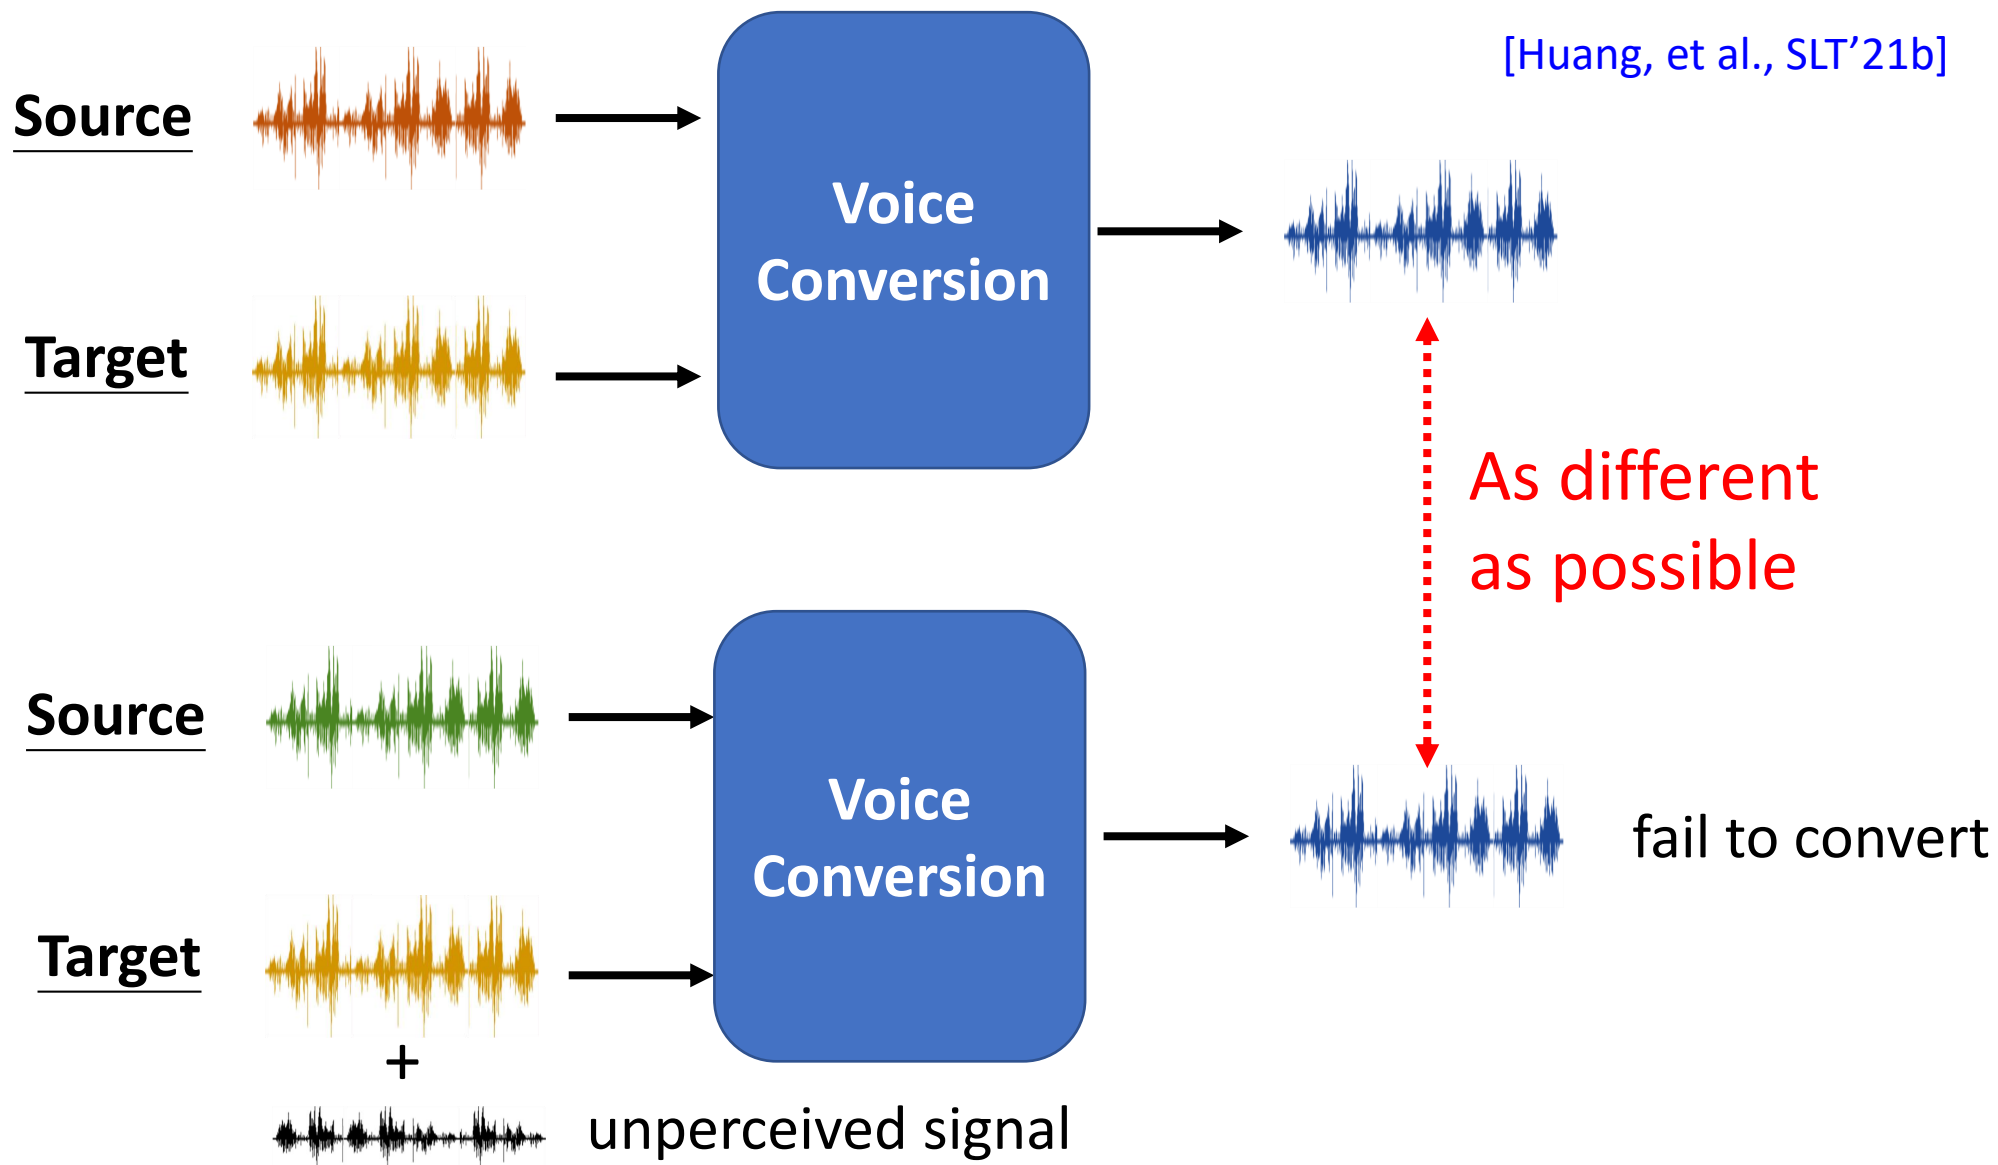 [Huang, et al., SLT’21b]
Source
Target
Voice
Conversion
As different
as possible
Source
Target
Voice
Conversion
fail to convert
+
unperceived signal